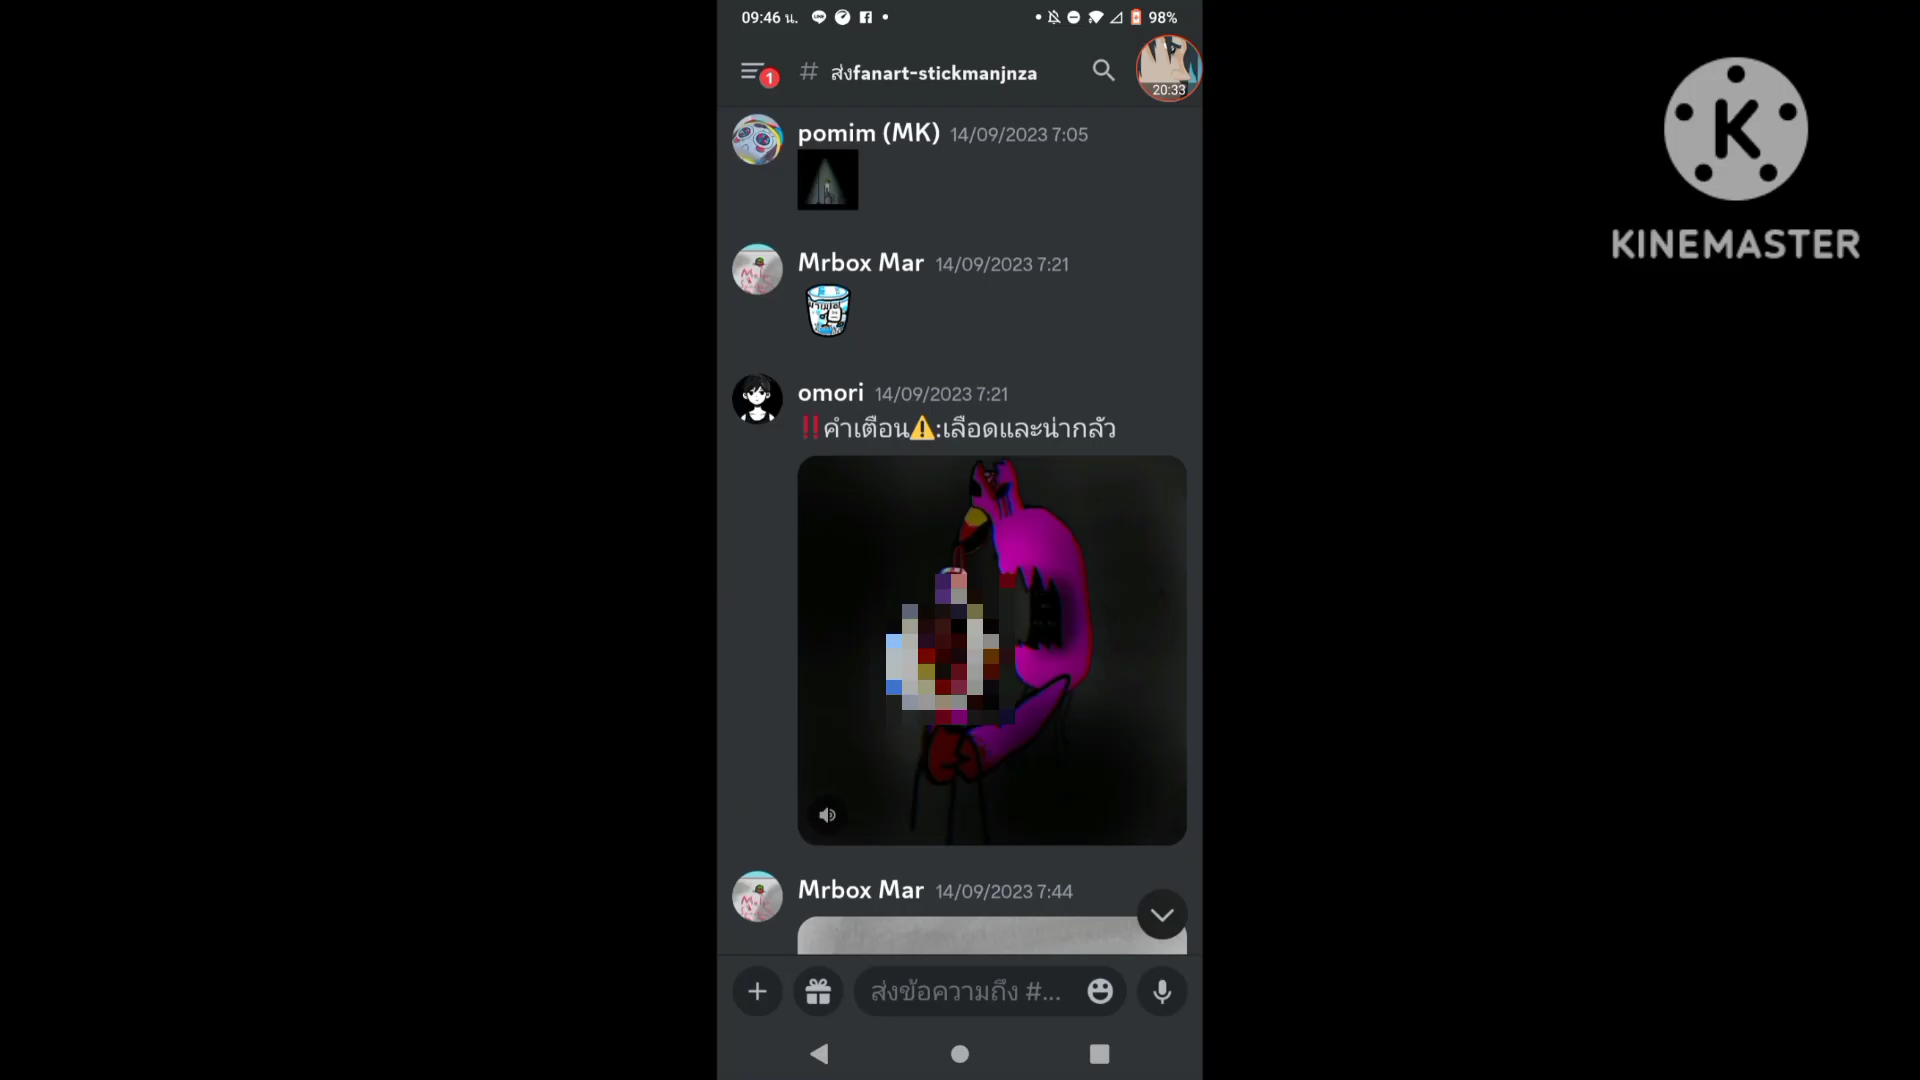 09:46 น.
98%
1
# ส่งfanart-stickmanjnza
20:33
pomim (MK) 14/09/2023 7:05
Mrbox Mar 14/09/2023 7:21
omori 14/09/2023 7:21
‼️คำเตือน⚠️:เลือดและน่ากลัว
Mrbox Mar 14/09/2023 7:44
ส่งข้อความถึง #...
K
KINEMASTER